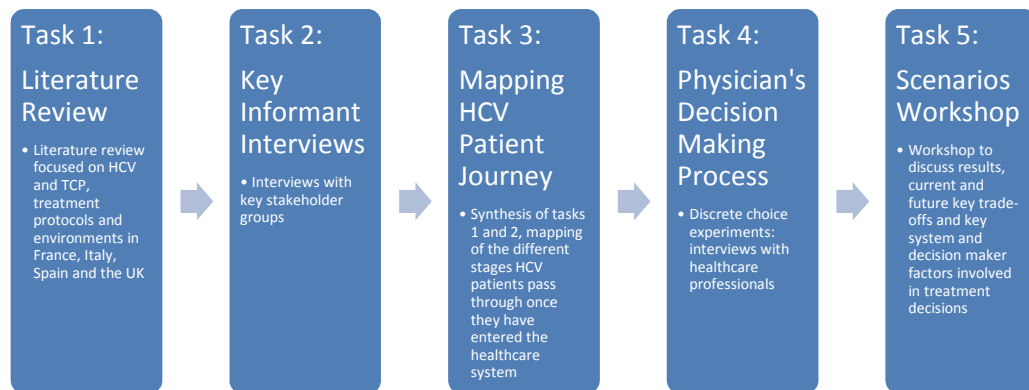 Task 1:
Literature
Review
• Literature review
focused on HCV
and TCP,
treatment
protocols and
environments in
France, Italy,
Spain and the UK
Task 2:
Key
Informant
Interviews
• Interviews with
key stakeholder
groups
Task 3:
Mapping
HCV
Patient
Journey
• Synthesis of tasks
1 and 2, mapping
of the different
stages HCV
patients pass
through once
they have
entered the
healthcare
system
Task 4:
Physician's
Decision
Making
Process
• Discrete choice
experiments:
interviews with
healthcare
professionals
Task 5:
Scenarios
Workshop
• Workshop to
discuss results,
current and
future key trade-
offs and key
system and
decision maker
factors involved
in treatment
decisions